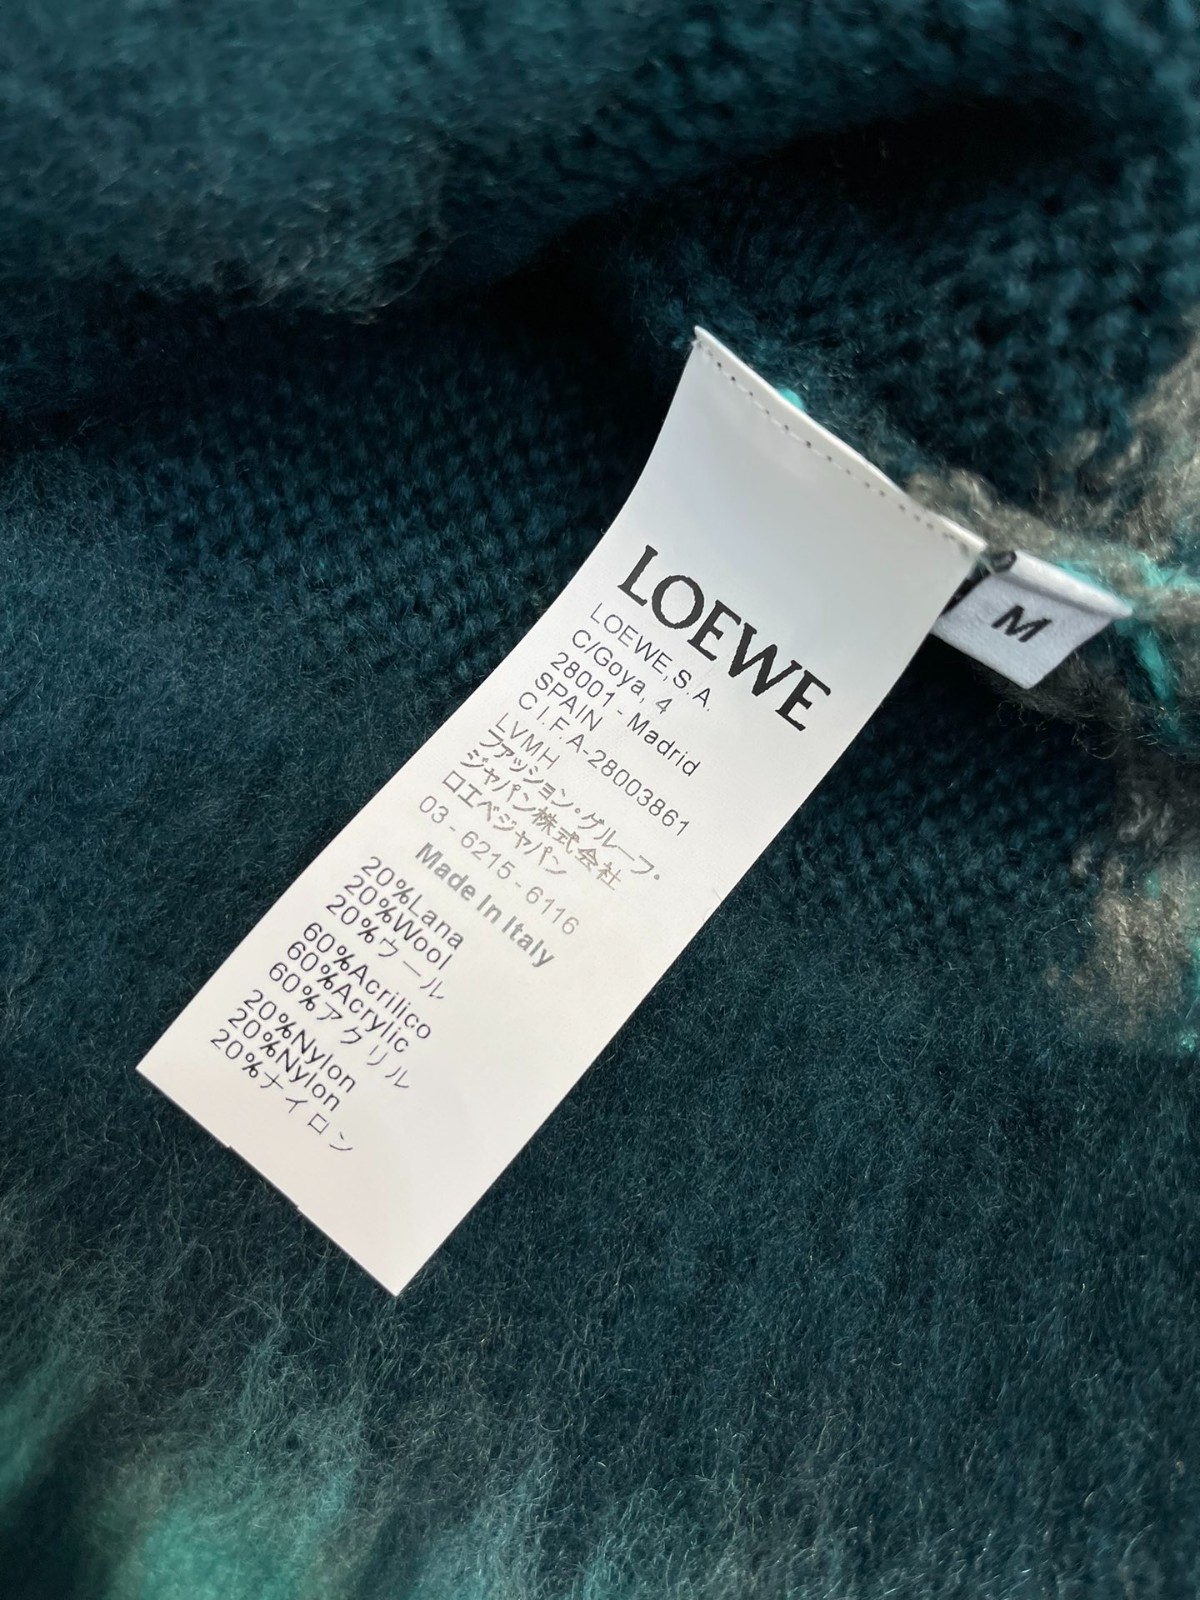 LOEWE
LOEWE,S.A.
C/Goya, 4
28001 - Madrid
SPAIN
C.I.F.A-28003861
LVMH
ファッション・グルーフ・
ジャパン株式会社
ロエベジャパン
03 - 6215 - 6116
Made In Italy
20%Lana
20%Wool
20%ウール
60%Acrilico
60%Acrylic
60%アクリル
20%Nylon
20%Nylon
20%ナイロン
M